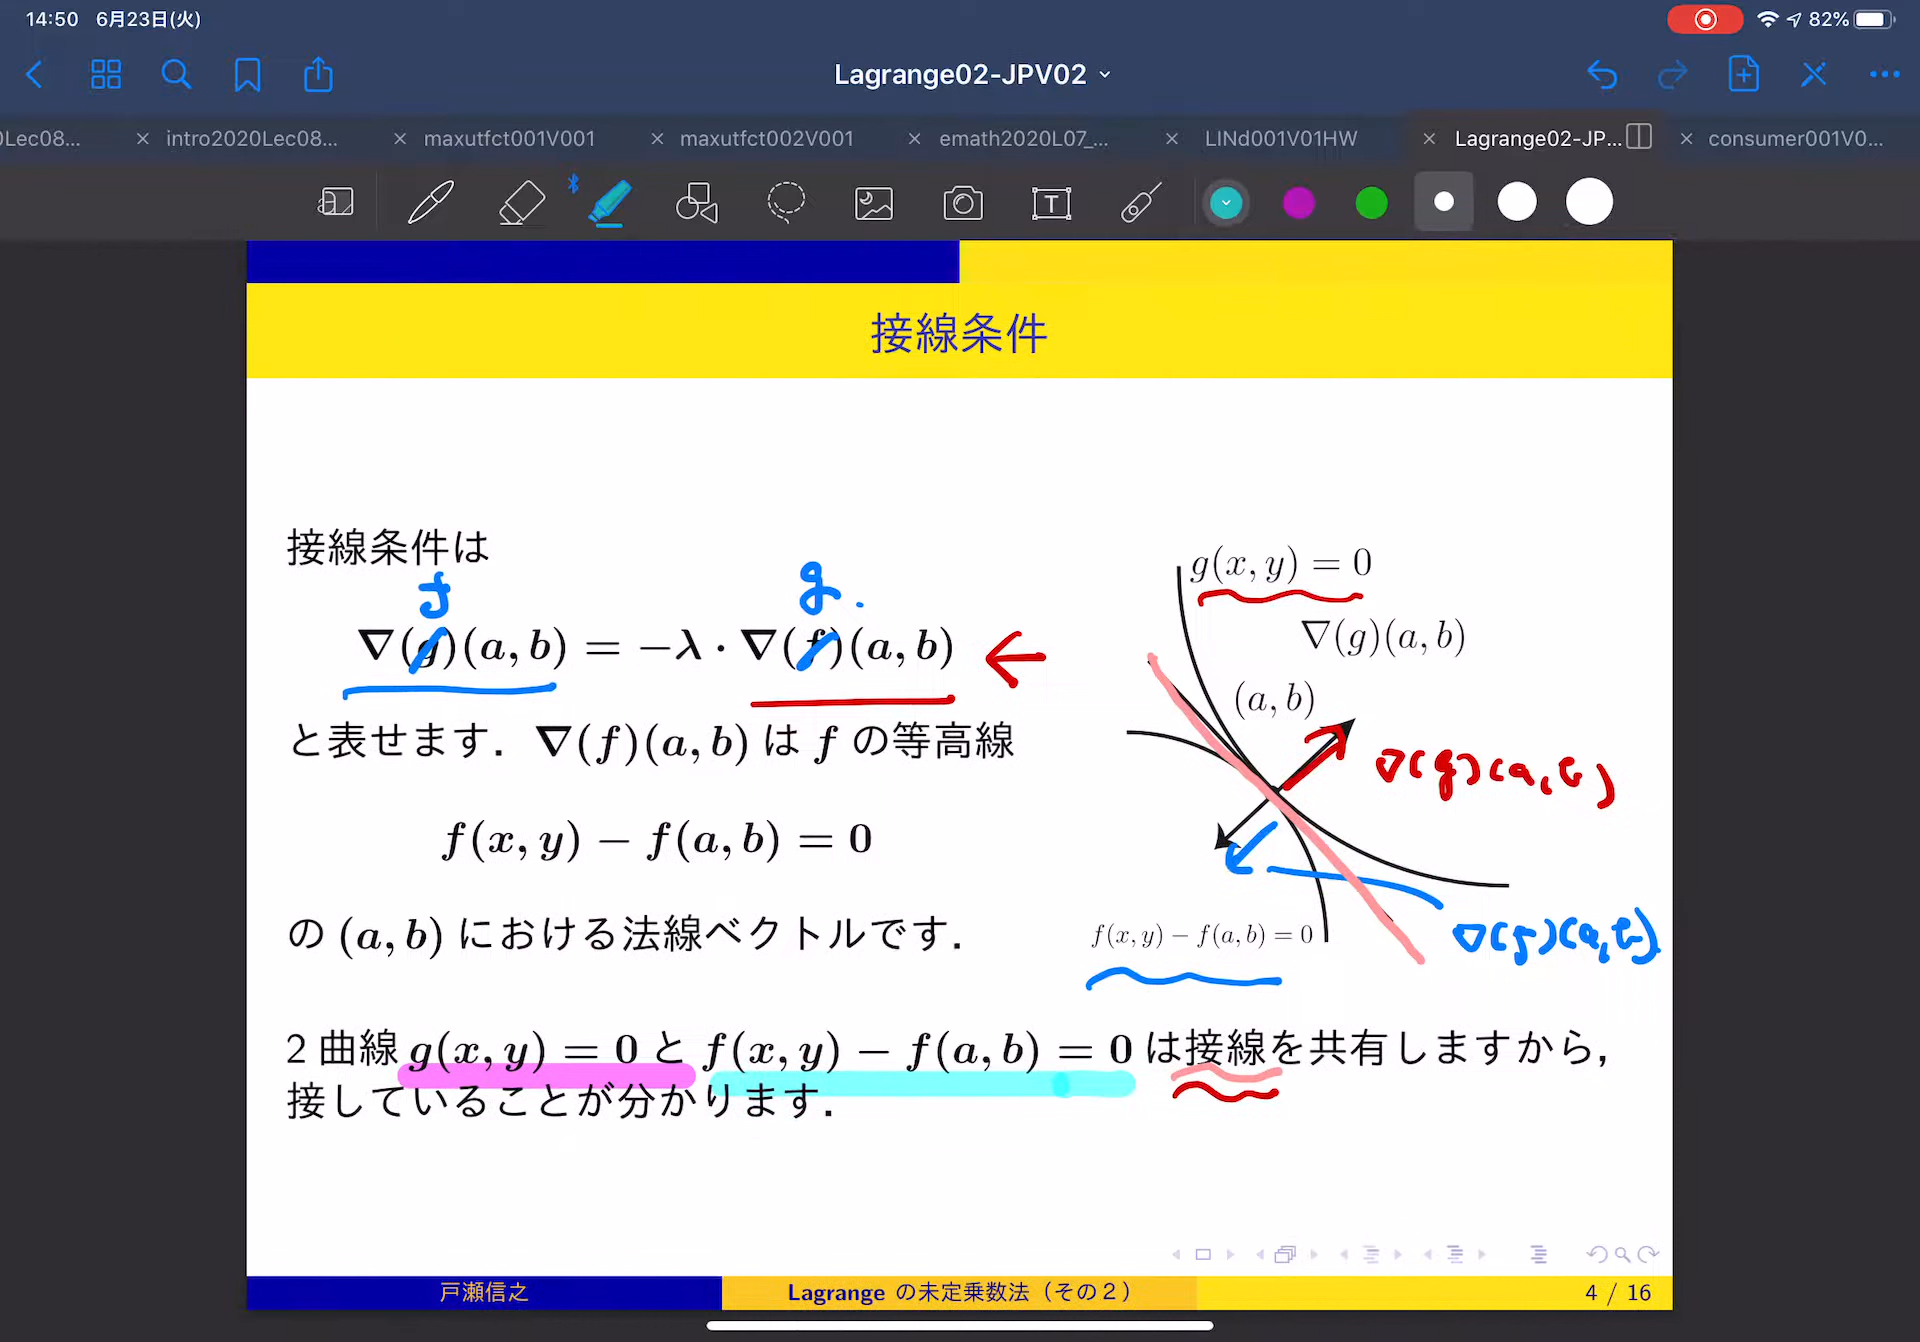 14:50 6月23日(火)
82%
Lagrange02-JPV02
0Lec08...
intro2020Lec08...
maxutfct001V001
maxutfct002V001
emath2020L07_...
LINd001V01HW
Lagrange02-JP...
consumer001V0...
接線条件
接線条件は
f g.
∇(g)(a, b) = −λ · ∇(f)(a, b)
と表せます．∇(f)(a, b) は f の等高線
f(x, y) − f(a, b) = 0
の (a, b) における法線ベクトルです．
g(x, y) = 0
∇(g)(a, b)
(a, b)
∇(g)(a, b)
∇(f)(a, b).
f(x, y) − f(a, b) = 0
2 曲線 g(x, y) = 0 と f(x, y) − f(a, b) = 0 は接線を共有しますから，
接していることが分かります．
戸瀬信之
Lagrange の未定乗数法（その２）
4 / 16